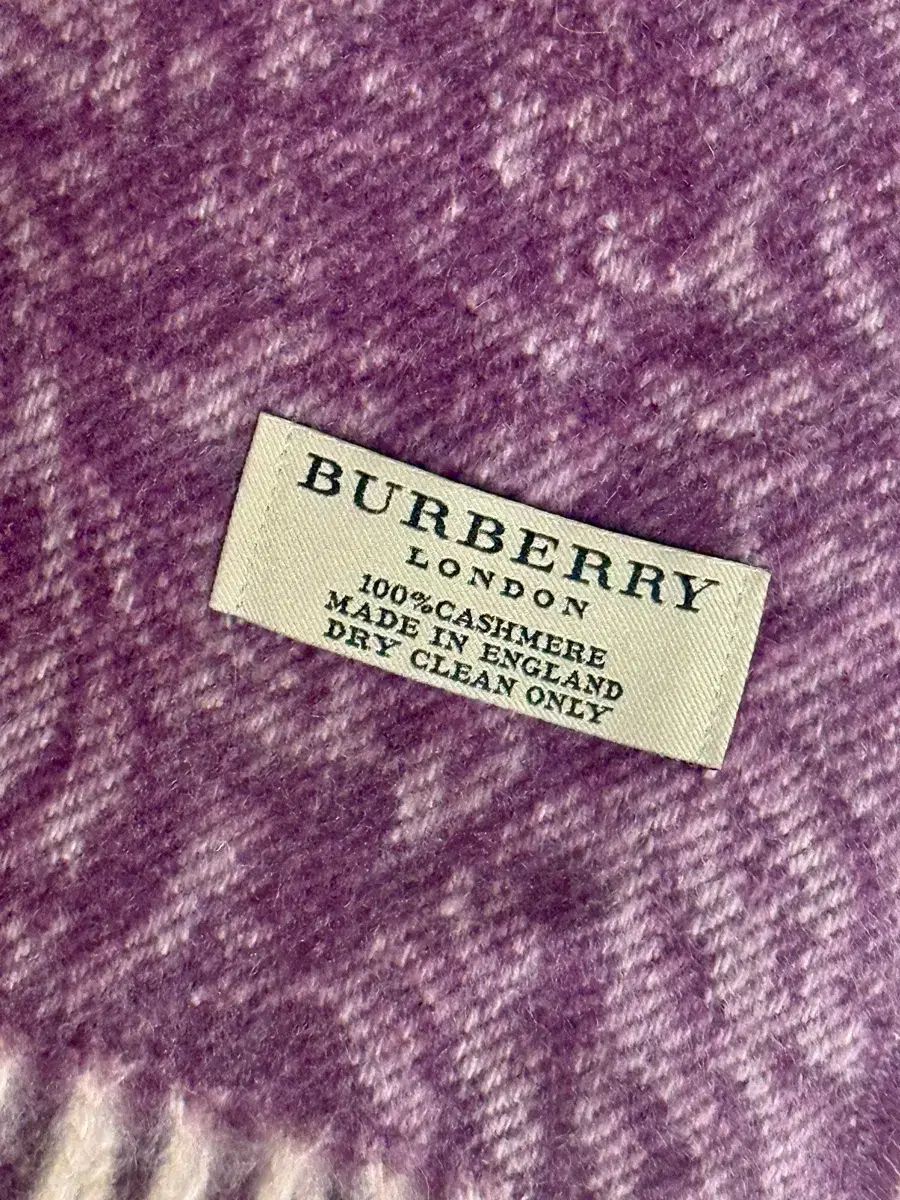 BURBERRY
LONDON
100%CASHMERE
MADE IN ENGLAND
DRY CLEAN ONLY